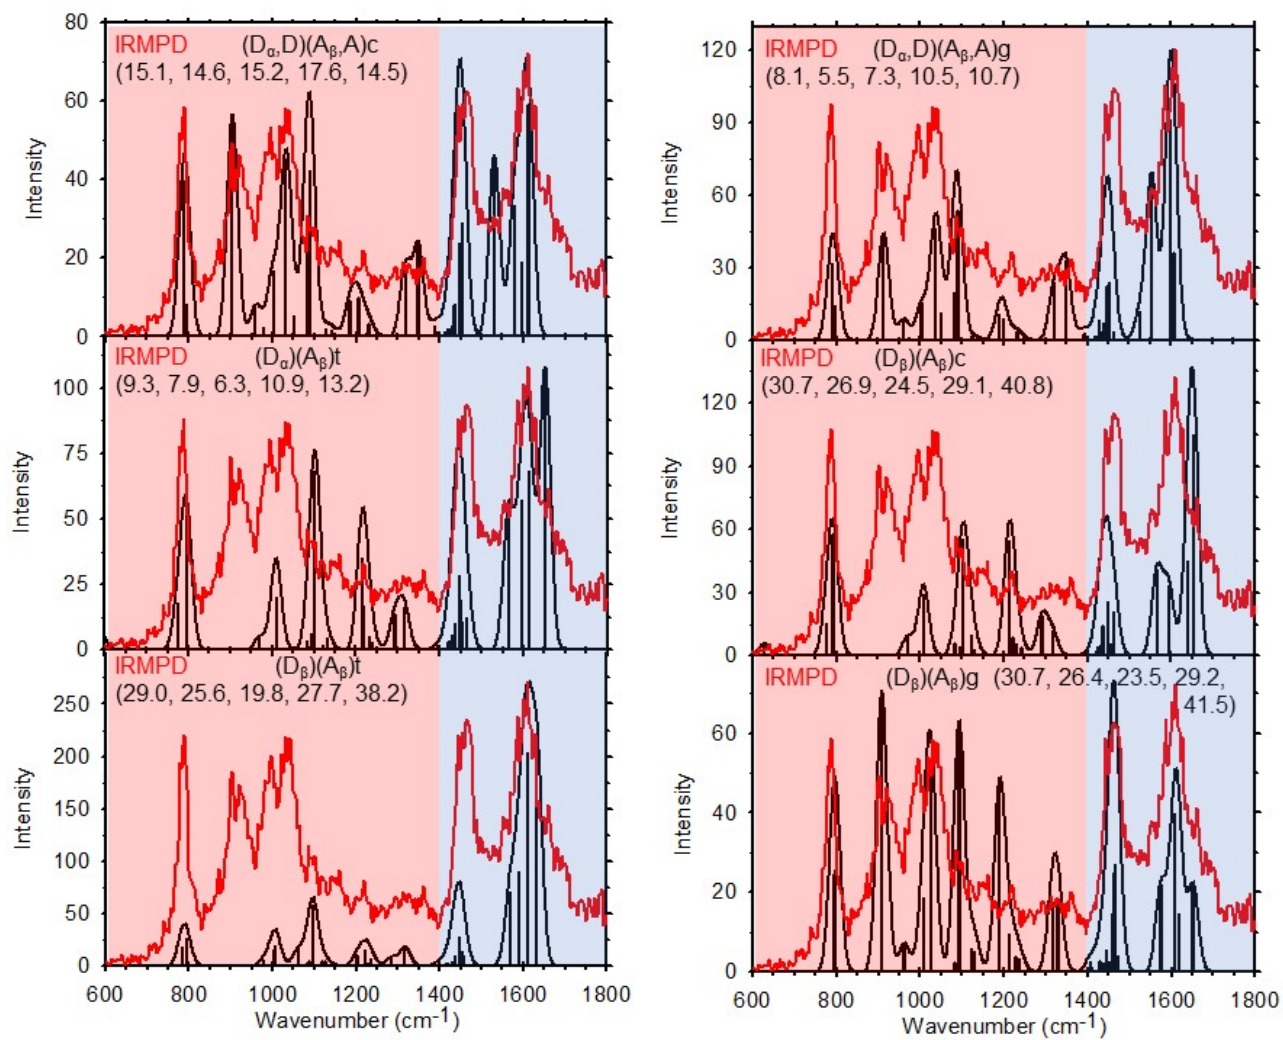 80
60
40
20
0
Intensity
IRMPD (Dα,D)(Aβ,A)c
(15.1, 14.6, 15.2, 17.6, 14.5)
120
90
60
30
0
Intensity
IRMPD (Dα,D)(Aβ,A)g
(8.1, 5.5, 7.3, 10.5, 10.7)
100
75
50
25
0
Intensity
IRMPD (Dα)(Aβ)t
(9.3, 7.9, 6.3, 10.9, 13.2)
120
90
60
30
0
Intensity
IRMPD (Dβ)(Aβ)c
(30.7, 26.9, 24.5, 29.1, 40.8)
250
200
150
100
50
0
Intensity
IRMPD (Dβ)(Aβ)t
(29.0, 25.6, 19.8, 27.7, 38.2)
600 800 1000 1200 1400 1600 1800
Wavenumber (cm⁻¹)
60
40
20
0
Intensity
IRMPD (Dβ)(Aβ)g (30.7, 26.4, 23.5, 29.2,
41.5)
600 800 1000 1200 1400 1600 1800
Wavenumber (cm⁻¹)